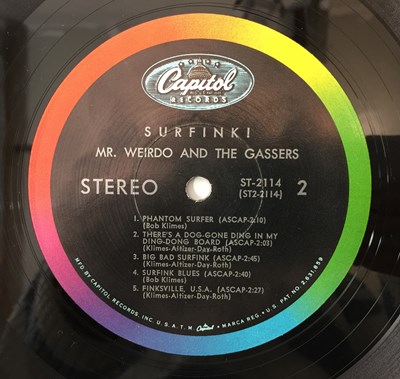 Capitol
RECORDS
SURFINK!
MR. WEIRDO AND THE GASSERS
STEREO
ST-2114
(ST2-2114)
2
1. PHANTOM SURFER (ASCAP-2:10)
(Bob Klimes)
2. THERE'S A DOG-GONE DING IN MY
DING-DONG BOARD (ASCAP-2:03)
(Klimes-Altizer-Day-Roth)
3. BIG BAD SURFINK (ASCAP-2:45)
(Klimes-Altizer-Day-Roth)
4. SURFINK BLUES (ASCAP-2:40)
(Bob Klimes)
5. FINKSVILLE, U.S.A. (ASCAP-2:27)
(Klimes-Altizer-Day-Roth)
MFD. BY CAPITOL RECORDS, INC. U.S.A. T.M. Capitol MARCA REG. • U.S. PAT. NO. 2,631,859